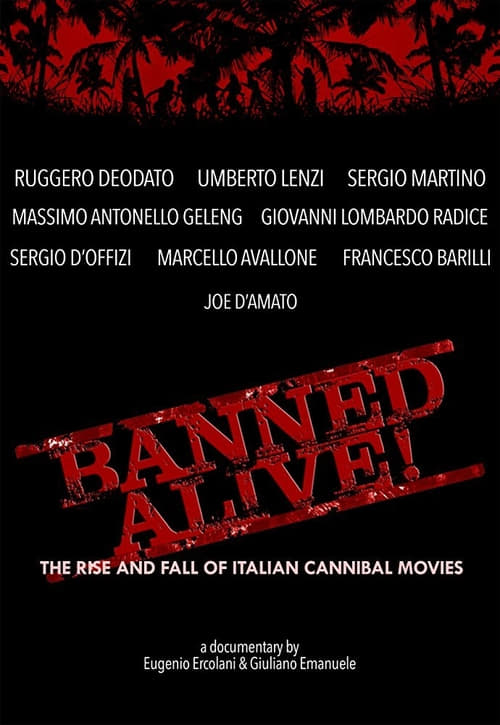 RUGGERO DEODATO UMBERTO LENZI SERGIO MARTINO
MASSIMO ANTONELLO GELENG GIOVANNI LOMBARDO RADICE
SERGIO D'OFFIZI MARCELLO AVALLONE FRANCESCO BARILLI
JOE D'AMATO
BANNED
ALIVE!
THE RISE AND FALL OF ITALIAN CANNIBAL MOVIES
a documentary by
Eugenio Ercolani & Giuliano Emanuele